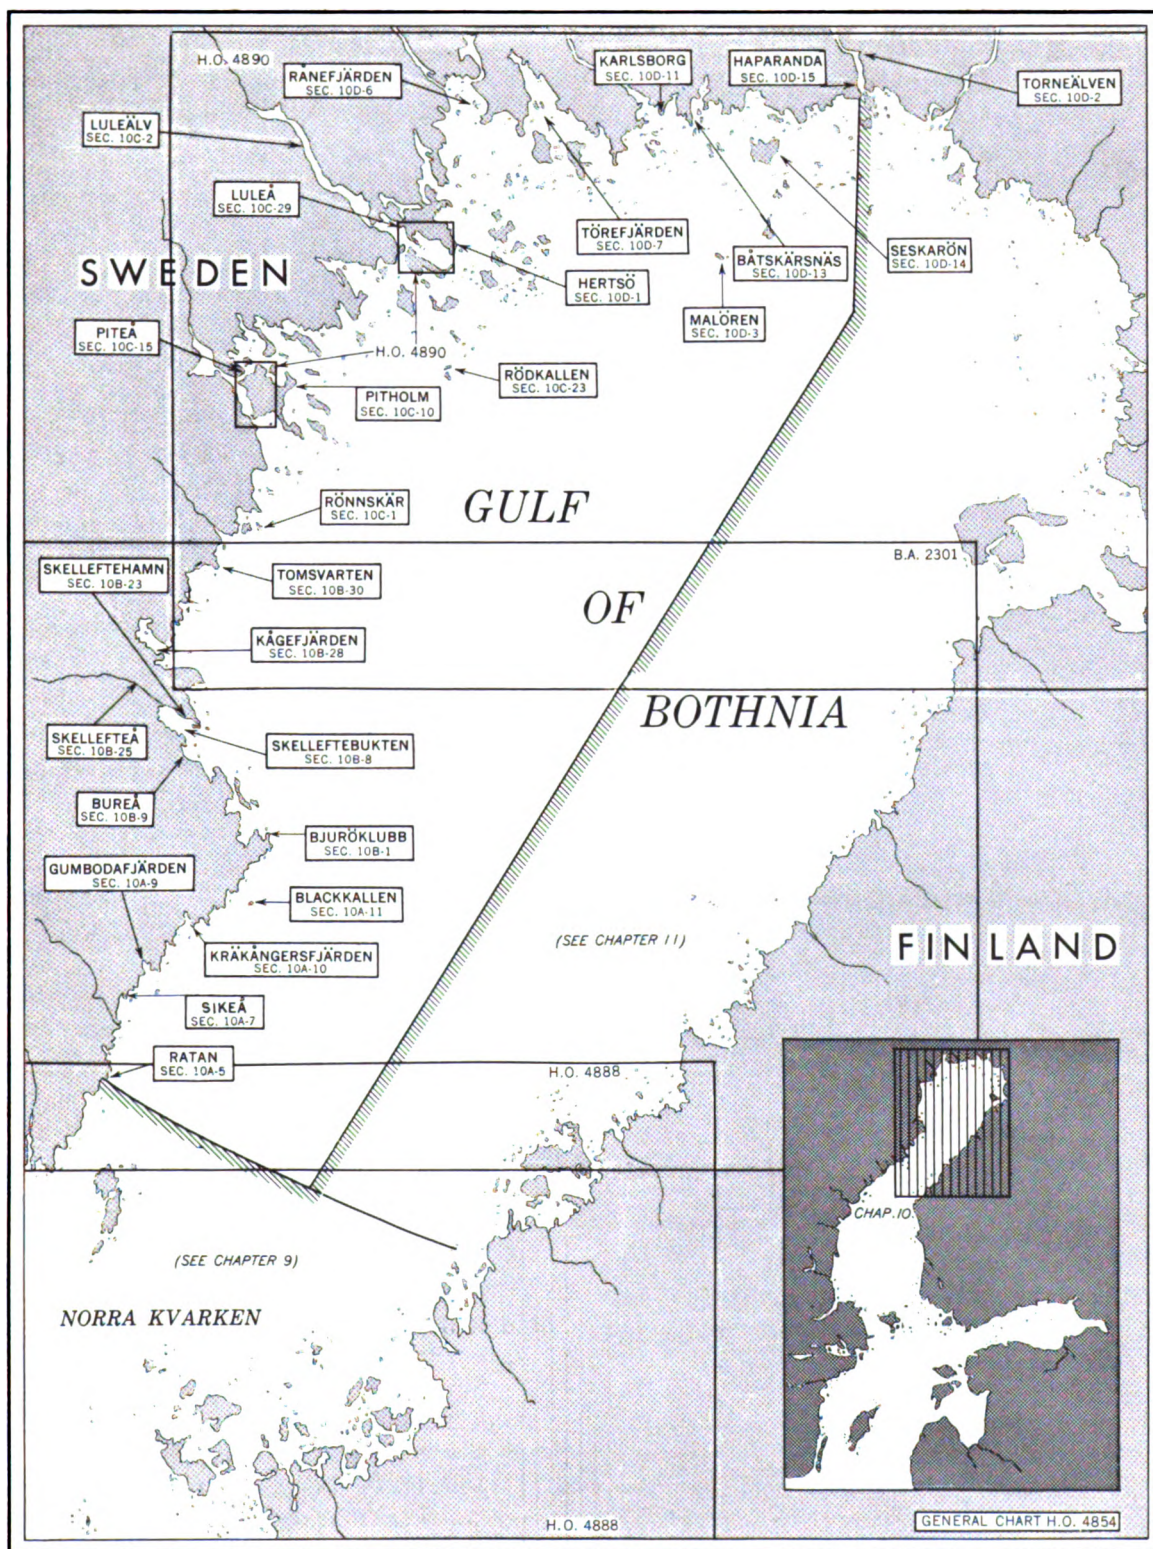 H.O. 4890
RÅNEFJÄRDEN
SEC. 10D-6
KARLSBORG
SEC. 10D-11
HAPARANDA
SEC. 10D-15
TORNEÄLVEN
SEC. 10D-2
LULEÄLV
SEC. 10C-2
LULEÅ
SEC. 10C-29
TÖREFJÄRDEN
SEC. 10D-7
BÅTSKÄRSNÄS
SEC. 10D-13
SESKARÖN
SEC. 10D-14
SWEDEN
HERTSÖ
SEC. 10D-1
MALÖREN
SEC. 10D-3
PITEÅ
SEC. 10C-15
H.O. 4890
RÖDKALLEN
SEC. 10C-23
PITHOLM
SEC. 10C-10
RÖNNSKÄR
SEC. 10C-1
GULF
SKELLEFTEHAMN
SEC. 10B-23
B.A. 2301
TOMSVARTEN
SEC. 10B-30
OF
KÅGEFJÄRDEN
SEC. 10B-28
BOTHNIA
SKELLEFTEÅ
SEC. 10B-25
SKELLEFTEBUKTEN
SEC. 10B-8
BUREÅ
SEC. 10B-9
BJURÖKLUBB
SEC. 10B-1
GUMBODAFJÄRDEN
SEC. 10A-9
BLACKKALLEN
SEC. 10A-11
(SEE CHAPTER 11)
FINLAND
KRÄKÅNGERSFJÄRDEN
SEC. 10A-10
SIKEÅ
SEC. 10A-7
RATAN
SEC. 10A-5
H.O. 4888
CHAP. 10
(SEE CHAPTER 9)
NORRA KVARKEN
H.O. 4888
GENERAL CHART H.O. 4854